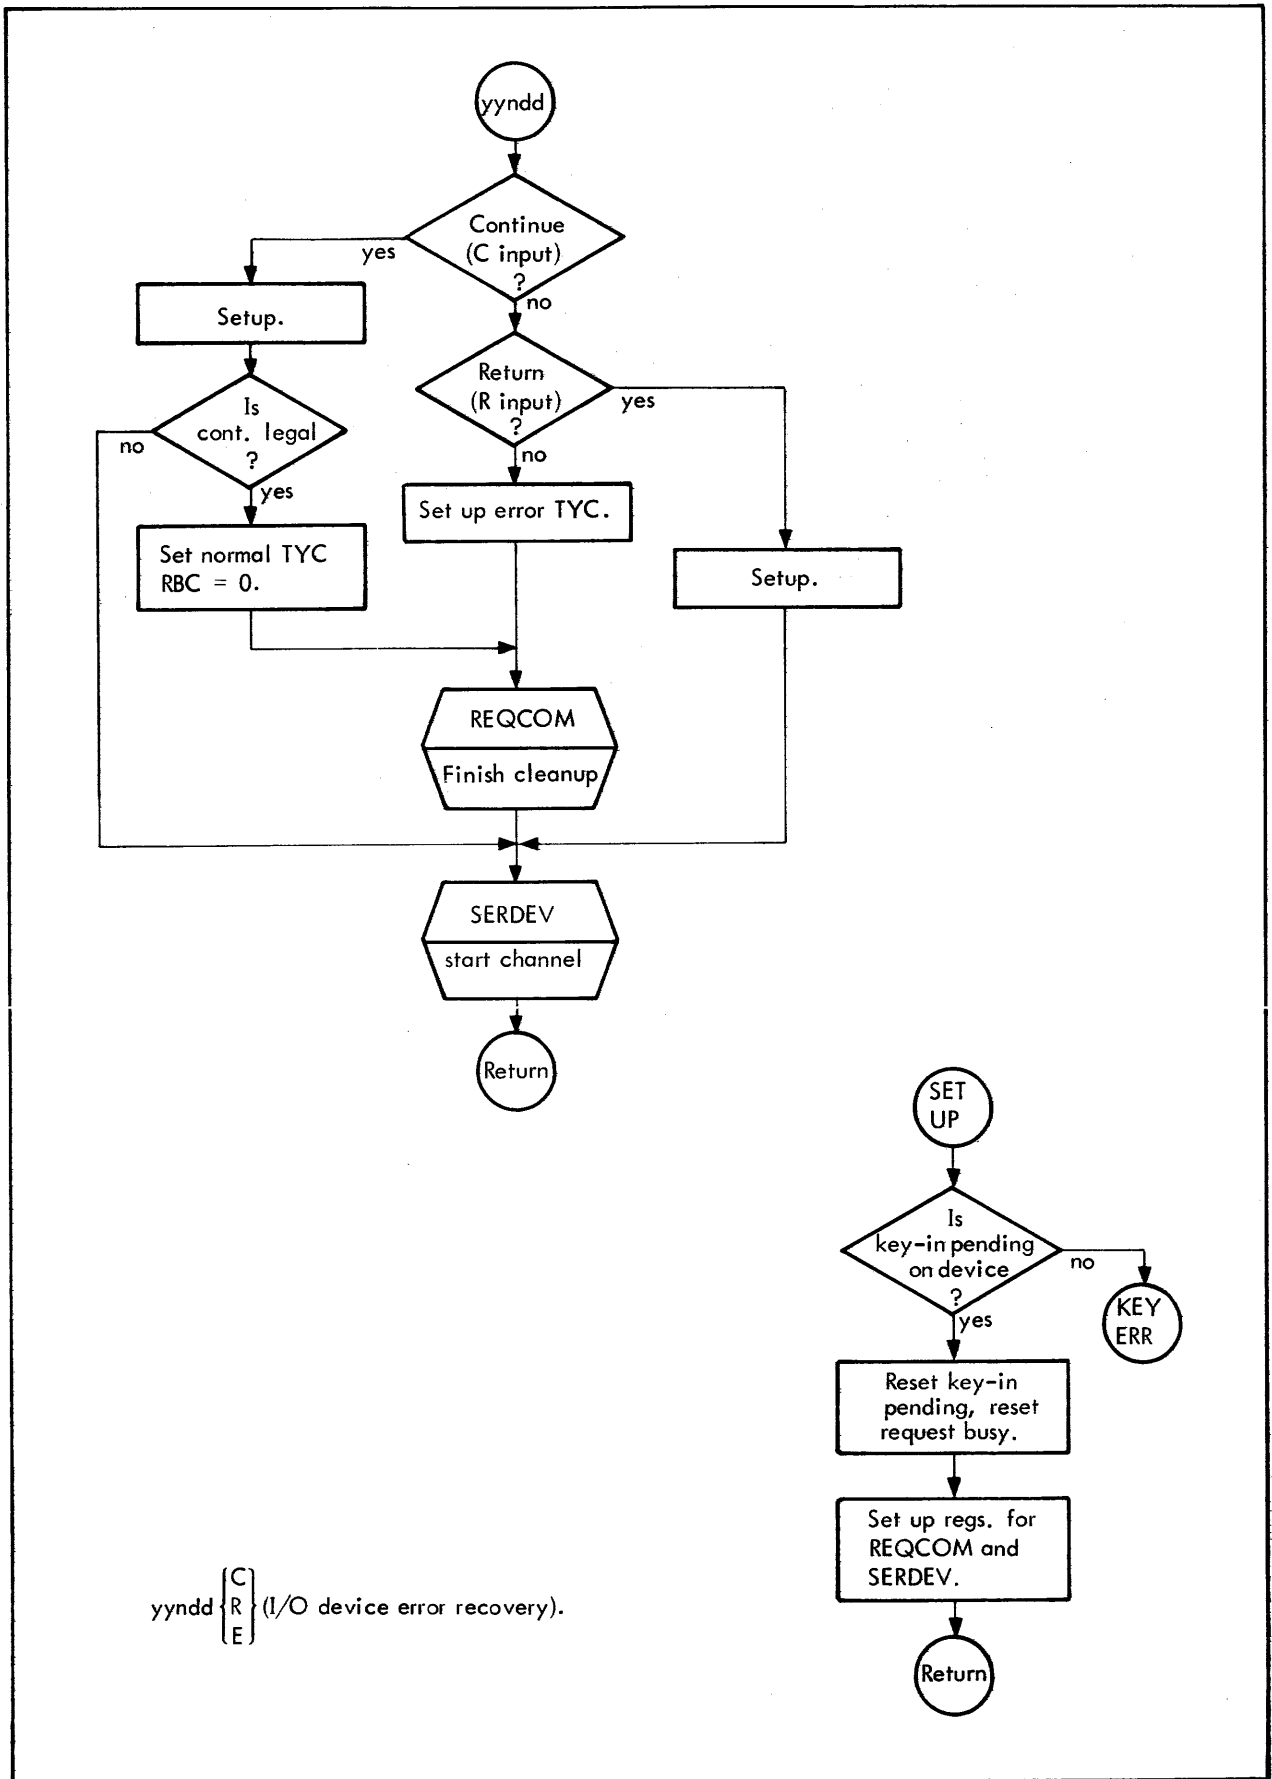 yyndd
Continue
(C input)
?
yes
no
Setup.
Return
(R input)
?
yes
no
Is
cont. legal
?
no
yes
Set up error TYC.
Set normal TYC
RBC = 0.
Setup.
REQCOM
Finish cleanup
SERDEV
start channel
Return
SET
UP
Is
key-in pending
on device
?
no
yes
KEY
ERR
Reset key-in
pending, reset
request busy.
Set up regs. for
REQCOM and
SERDEV.
Return
C
yyndd R (I/O device error recovery).
E